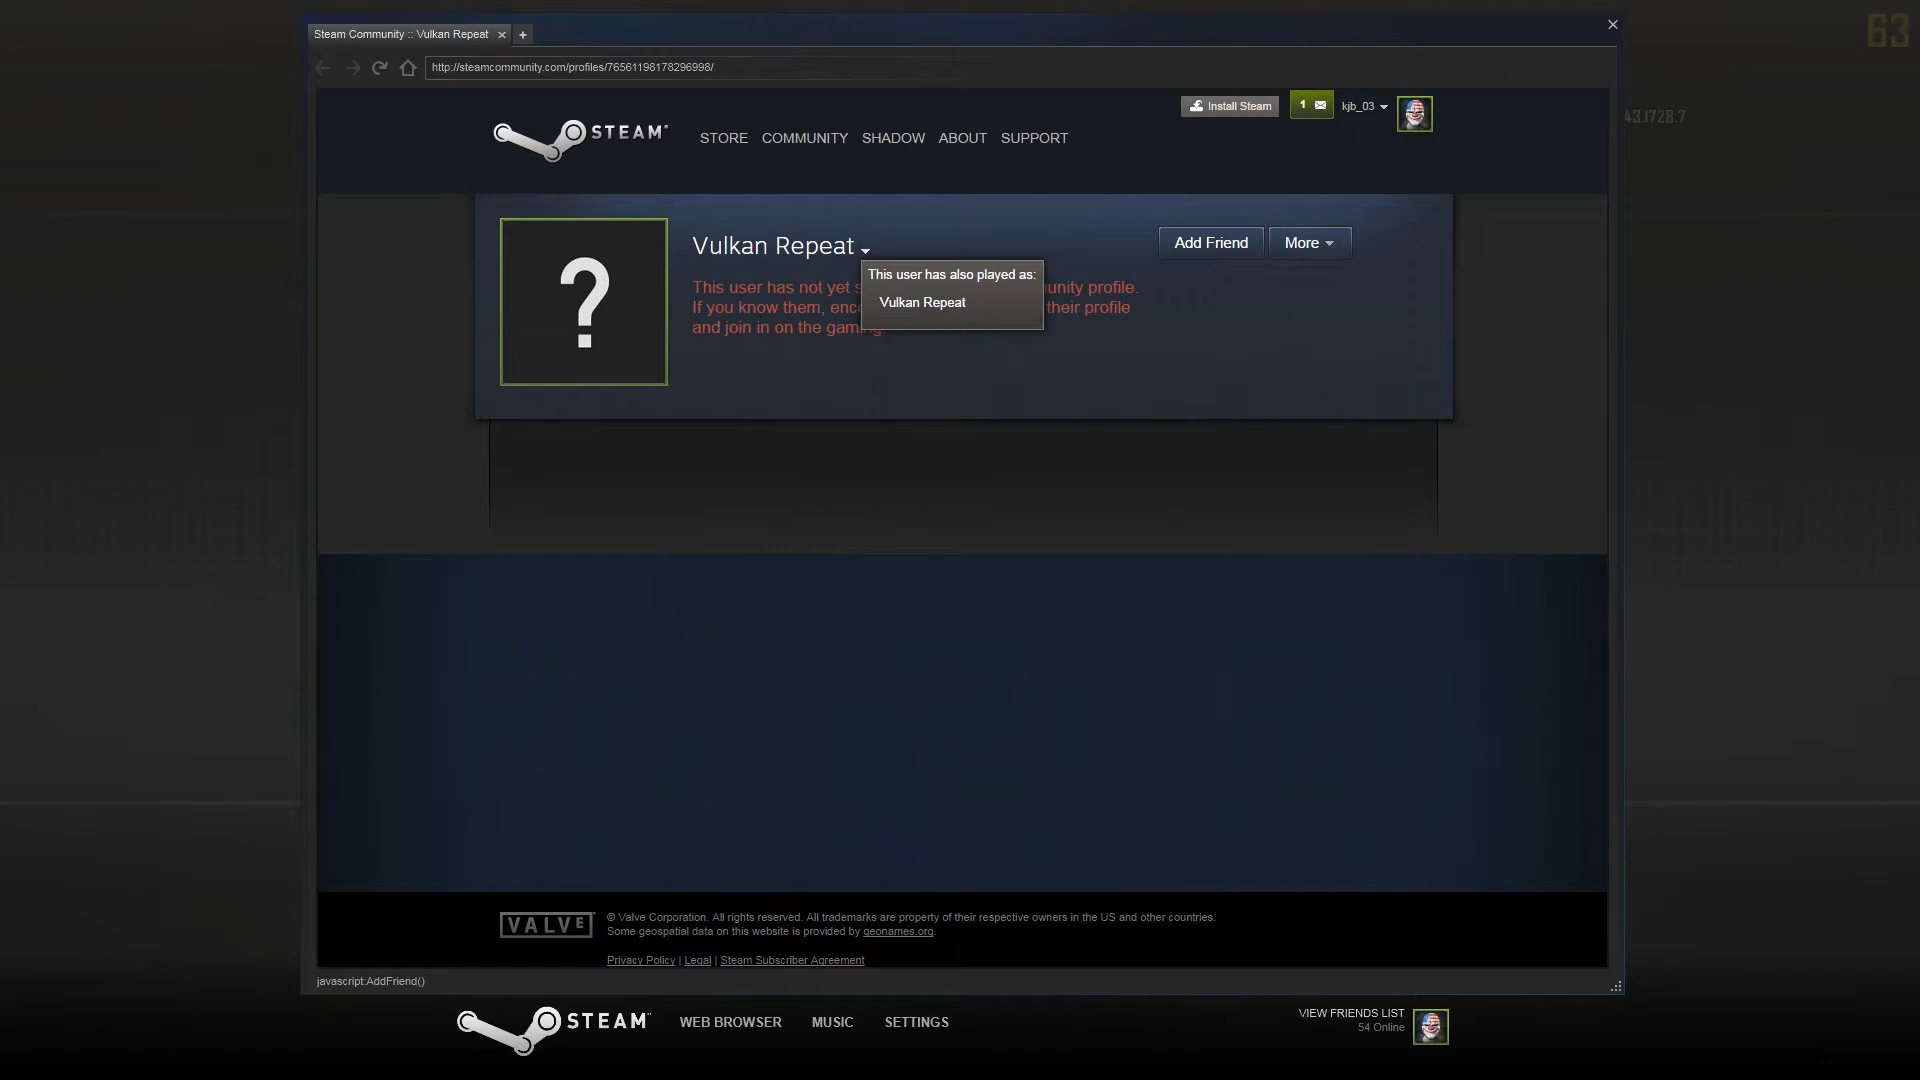 63
Steam Community :: Vulkan Repeat
http://steamcommunity.com/profiles/76561198178296998/
Install Steam
1
kjb_03
43.1728.7
STEAM
STORE
COMMUNITY
SHADOW
ABOUT
SUPPORT
?
Vulkan Repeat
Add Friend
More
This user has also played as:
Vulkan Repeat
This user has not yet s
unity profile.
If you know them, enc
their profile
and join in on the gaming.
VALVE
© Valve Corporation. All rights reserved. All trademarks are property of their respective owners in the US and other countries.
Some geospatial data on this website is provided by geonames.org.
Privacy Policy | Legal | Steam Subscriber Agreement
javascript:AddFriend()
STEAM
WEB BROWSER
MUSIC
SETTINGS
VIEW FRIENDS LIST
54 Online